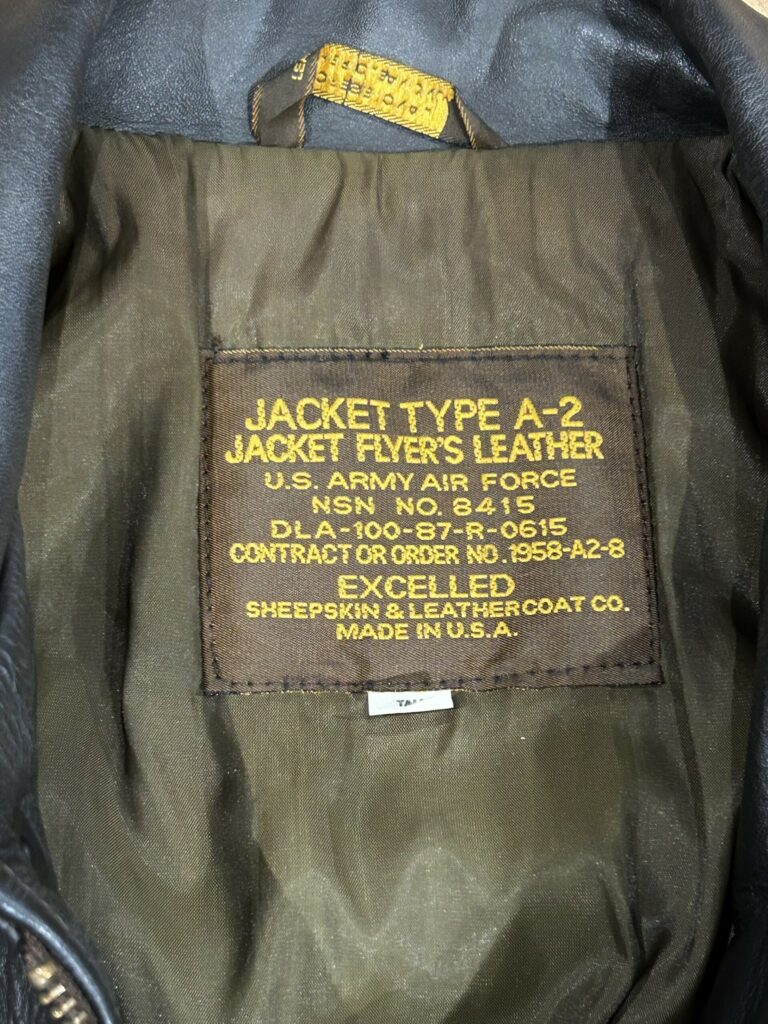 JACKET TYPE A-2
JACKET FLYER'S LEATHER
U.S. ARMY AIR FORCE
NSN NO. 8415
DLA-100-87-R-0615
CONTRACT OR ORDER NO. 1958-A2-8
EXCELLED
SHEEPSKIN & LEATHER COAT CO.
MADE IN U.S.A.